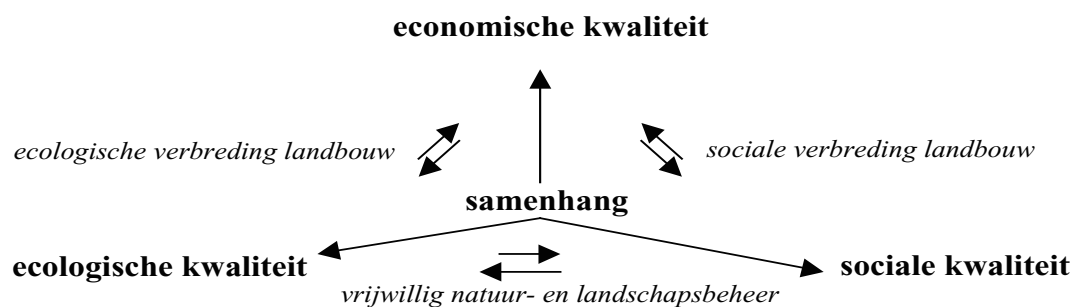 economische kwaliteit
ecologische verbreding landbouw
sociale verbreding landbouw
samenhang
ecologische kwaliteit
sociale kwaliteit
vrijwillig natuur- en landschapsbeheer